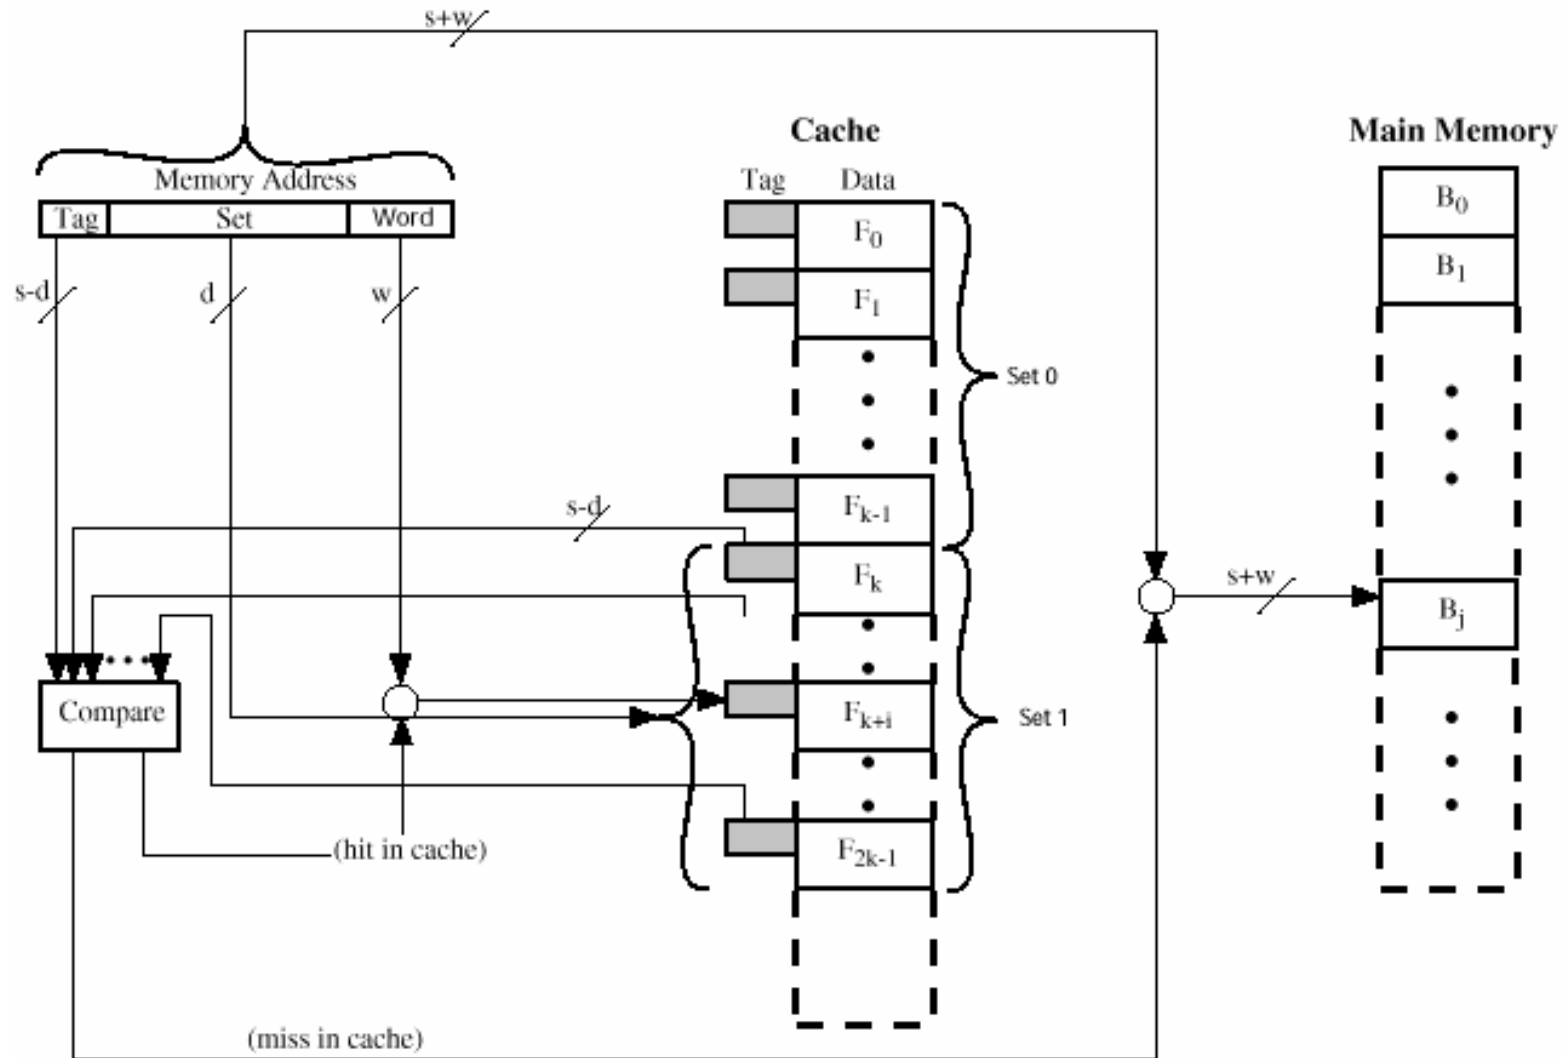 s+w
Cache
Main Memory
Memory Address
Tag Data
Tag Set Word
B0
F0
B1
s-d d w
F1
Set 0
s-d
Fk-1
Fk
s+w
Bj
Compare
Fk+i
Set 1
(hit in cache)
F2k-1
(miss in cache)